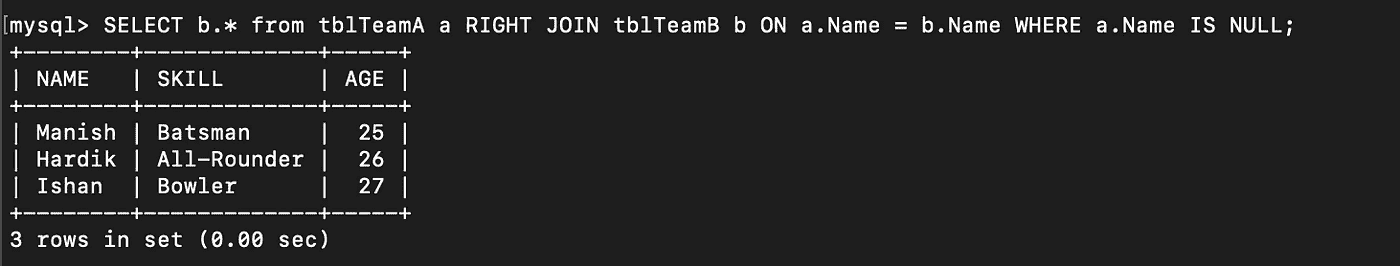 [mysql> SELECT b.* from tblTeamA a RIGHT JOIN tblTeamB b ON a.Name = b.Name WHERE a.Name IS NULL;
+--------+-------------+-----+
| NAME   | SKILL       | AGE |
+--------+-------------+-----+
| Manish | Batsman     |  25 |
| Hardik | All-Rounder |  26 |
| Ishan  | Bowler      |  27 |
+--------+-------------+-----+
3 rows in set (0.00 sec)